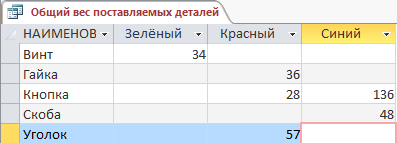 Общий вес поставляемых деталей
НАИМЕНОВ Зелёный Красный Синий
Винт 34
Гайка 36
Кнопка 28 136
Скоба 48
Уголок 57